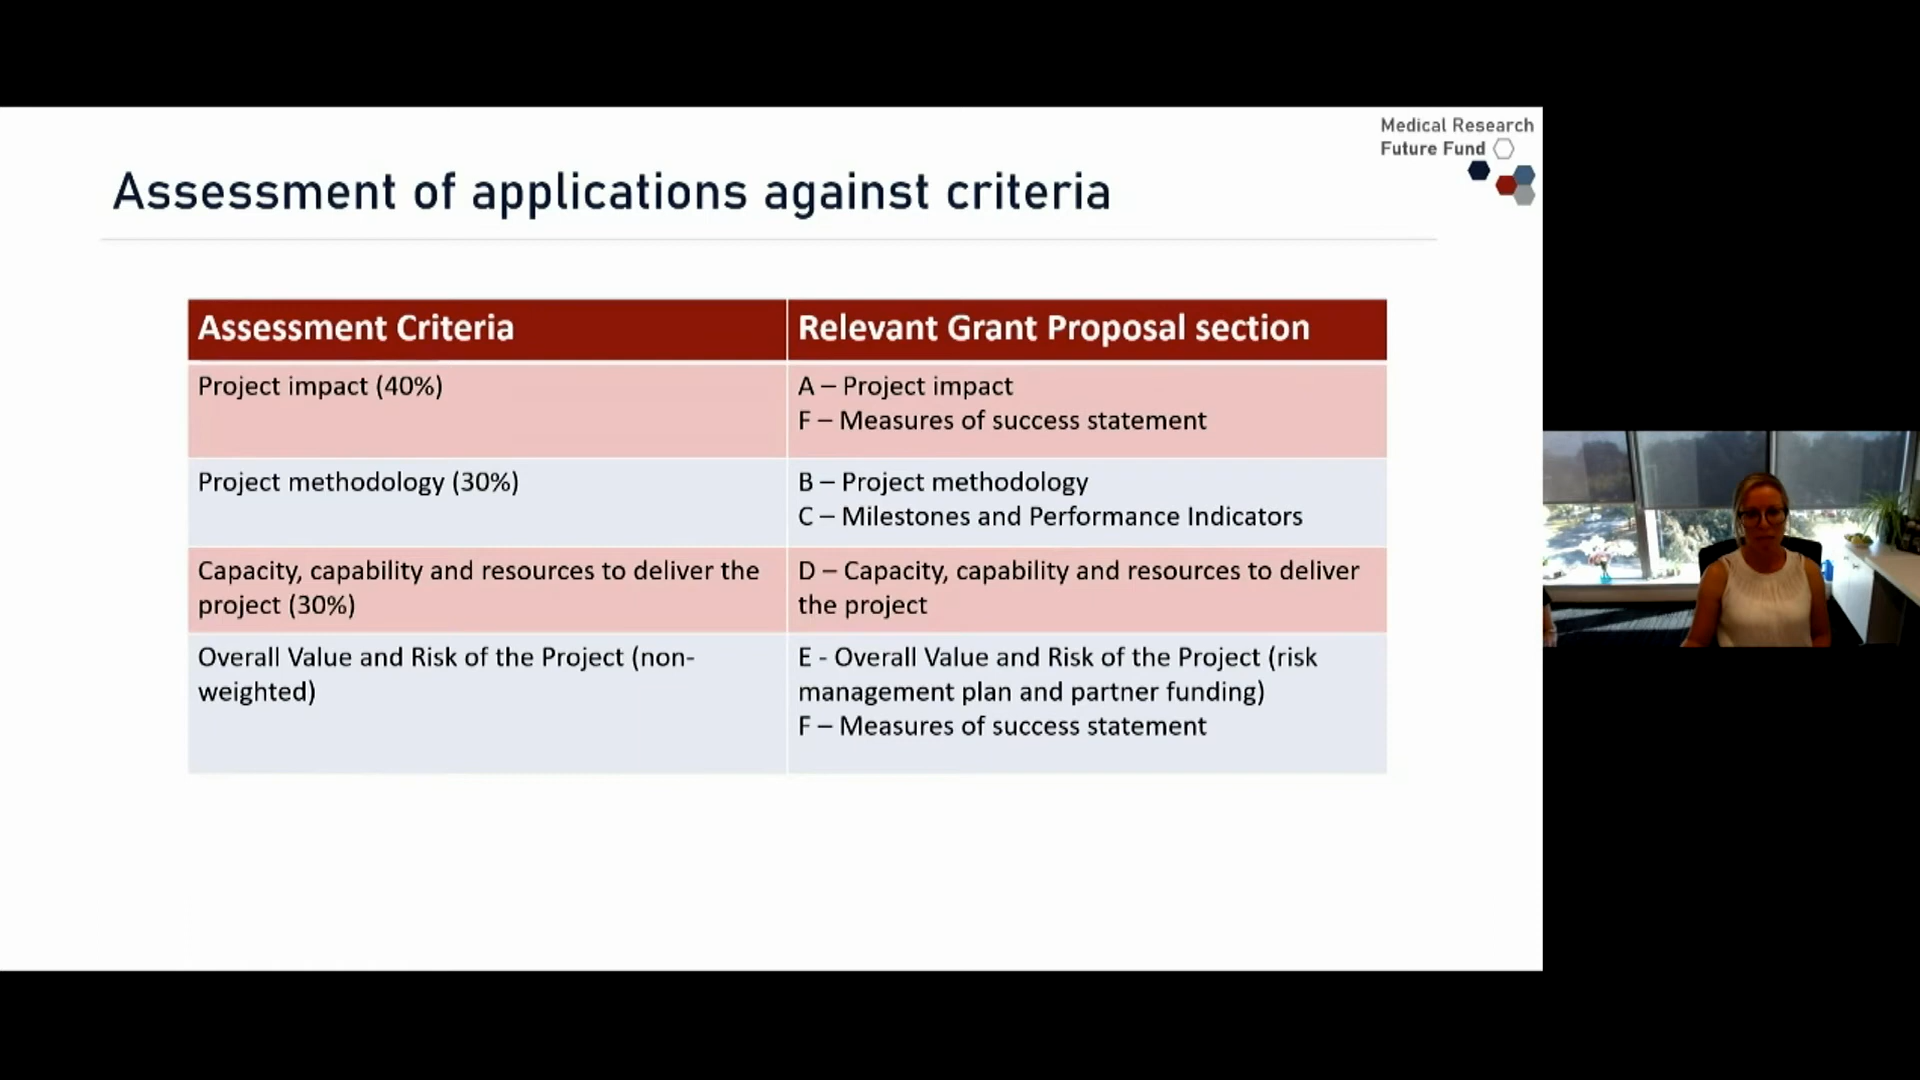 Medical Research
Future Fund
Assessment of applications against criteria
Assessment Criteria
Relevant Grant Proposal section
Project impact (40%)
A – Project impact
F – Measures of success statement
Project methodology (30%)
B – Project methodology
C – Milestones and Performance Indicators
Capacity, capability and resources to deliver the
project (30%)
D – Capacity, capability and resources to deliver
the project
Overall Value and Risk of the Project (non-
weighted)
E - Overall Value and Risk of the Project (risk
management plan and partner funding)
F – Measures of success statement